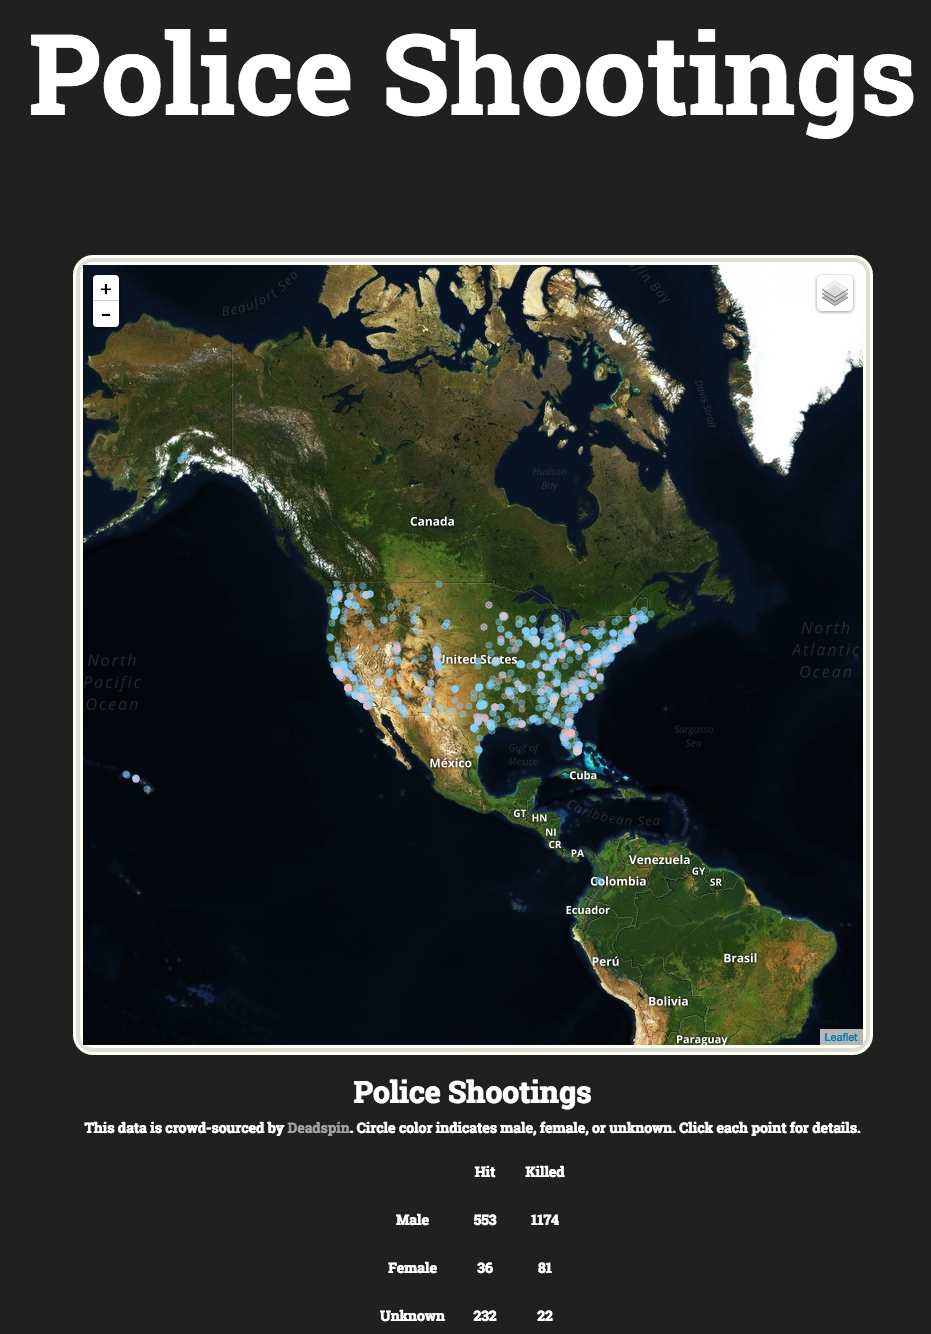 Police Shootings
+
-
Beaufort Sea
ffin Bay
Davis Strait
Hudson
Bay
Canada
North
Pacific
Ocean
United States
North
Atlantic
Ocean
Sargasso
Sea
Gulf of
Mexico
México
Cuba
Caribbean Sea
GT
HN
NI
CR
PA
Venezuela
GY
SR
Colombia
Ecuador
Perú
Brasil
Bolivia
Paraguay
Leaflet
Police Shootings
This data is crowd-sourced by Deadspin. Circle color indicates male, female, or unknown. Click each point for details.
Hit Killed
Male 553 1174
Female 36 81
Unknown 232 22